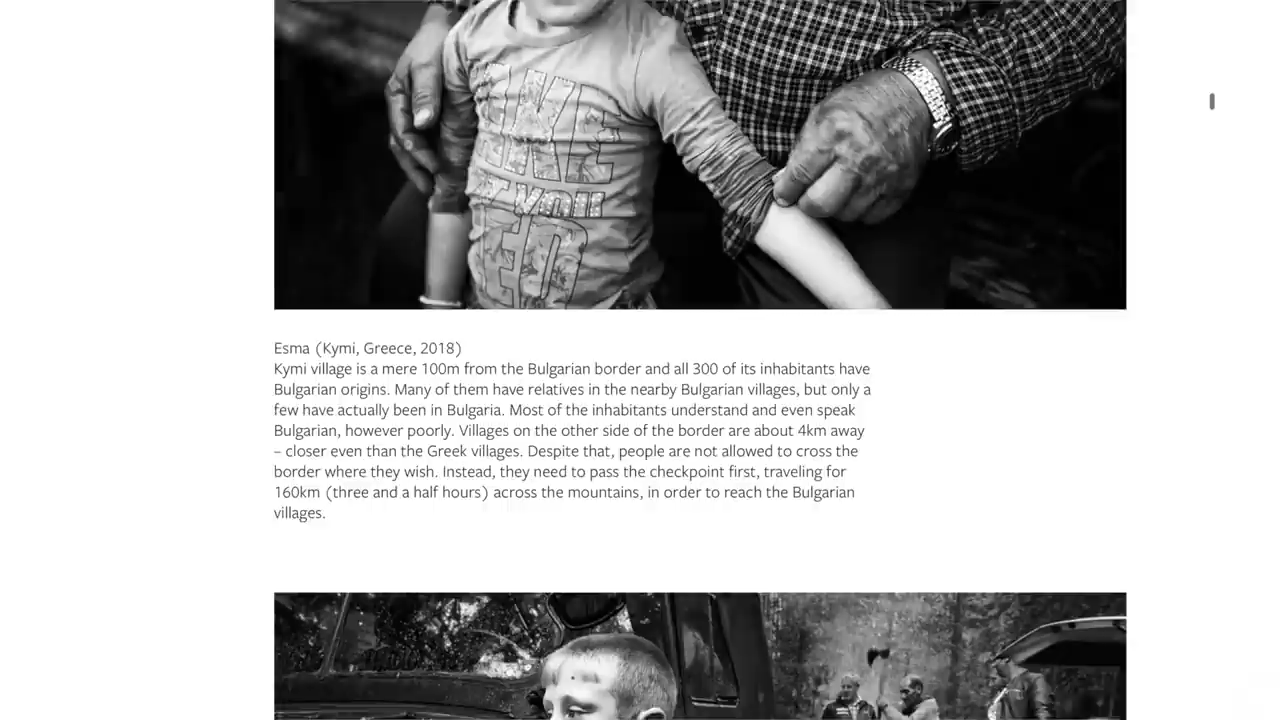 Esma (Kymi, Greece, 2018)
Kymi village is a mere 100m from the Bulgarian border and all 300 of its inhabitants have
Bulgarian origins. Many of them have relatives in the nearby Bulgarian villages, but only a
few have actually been in Bulgaria. Most of the inhabitants understand and even speak
Bulgarian, however poorly. Villages on the other side of the border are about 4km away
– closer even than the Greek villages. Despite that, people are not allowed to cross the
border where they wish. Instead, they need to pass the checkpoint first, traveling for
160km (three and a half hours) across the mountains, in order to reach the Bulgarian
villages.